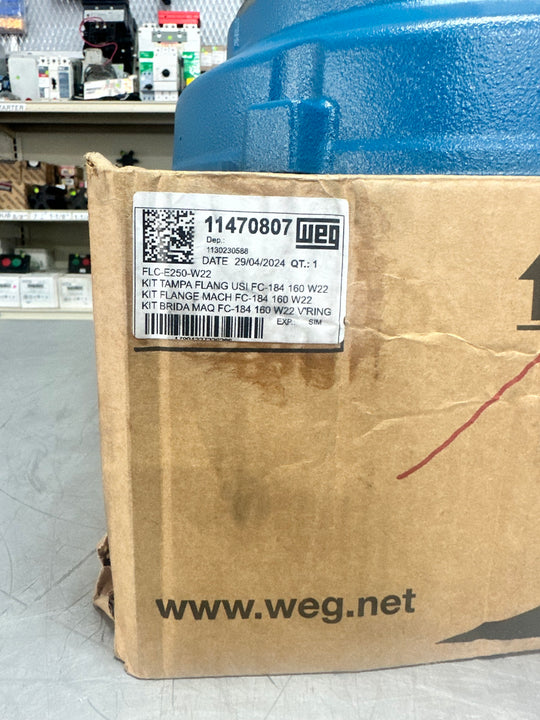 STARTER
11470807 weg
Dep.:
1130230588
DATE 29/04/2024 QT.: 1
FLC-E250-W22
KIT TAMPA FLANG USI FC-184 160 W22
KIT FLANGE MACH FC-184 160 W22
KIT BRIDA MAQ FC-184 160 W22 V'RING
EXP.: SIM
www.weg.net